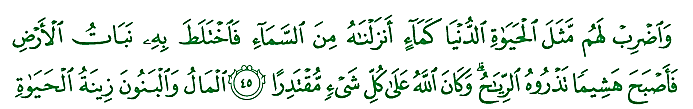 وَٱضْرِبْ لَهُم مَّثَلَ ٱلْحَيَوٰةِ ٱلدُّنْيَا كَمَآءٍ أَنزَلْنَٰهُ مِنَ ٱلسَّمَآءِ فَٱخْتَلَطَ بِهِۦ نَبَاتُ ٱلْأَرْضِ
فَأَصْبَحَ هَشِيمًا تَذْرُوهُ ٱلرِّيَٰحُ ۗ وَكَانَ ٱللَّهُ عَلَىٰ كُلِّ شَىْءٍ مُّقْتَدِرًا ﴿٤٥﴾ ٱلْمَالُ وَٱلْبَنُونَ زِينَةُ ٱلْحَيَوٰةِ